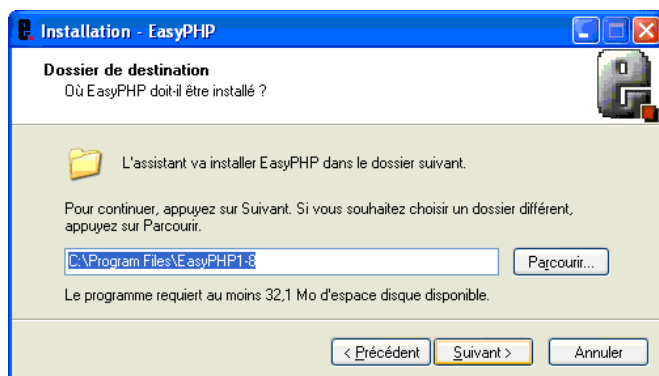 Installation - EasyPHP
Dossier de destination
Où EasyPHP doit-il être installé ?
L'assistant va installer EasyPHP dans le dossier suivant.
Pour continuer, appuyez sur Suivant. Si vous souhaitez choisir un dossier différent,
appuyez sur Parcourir.
C:\Program Files\EasyPHP1-8
Parcourir...
Le programme requiert au moins 32,1 Mo d'espace disque disponible.
< Précédent
Suivant >
Annuler